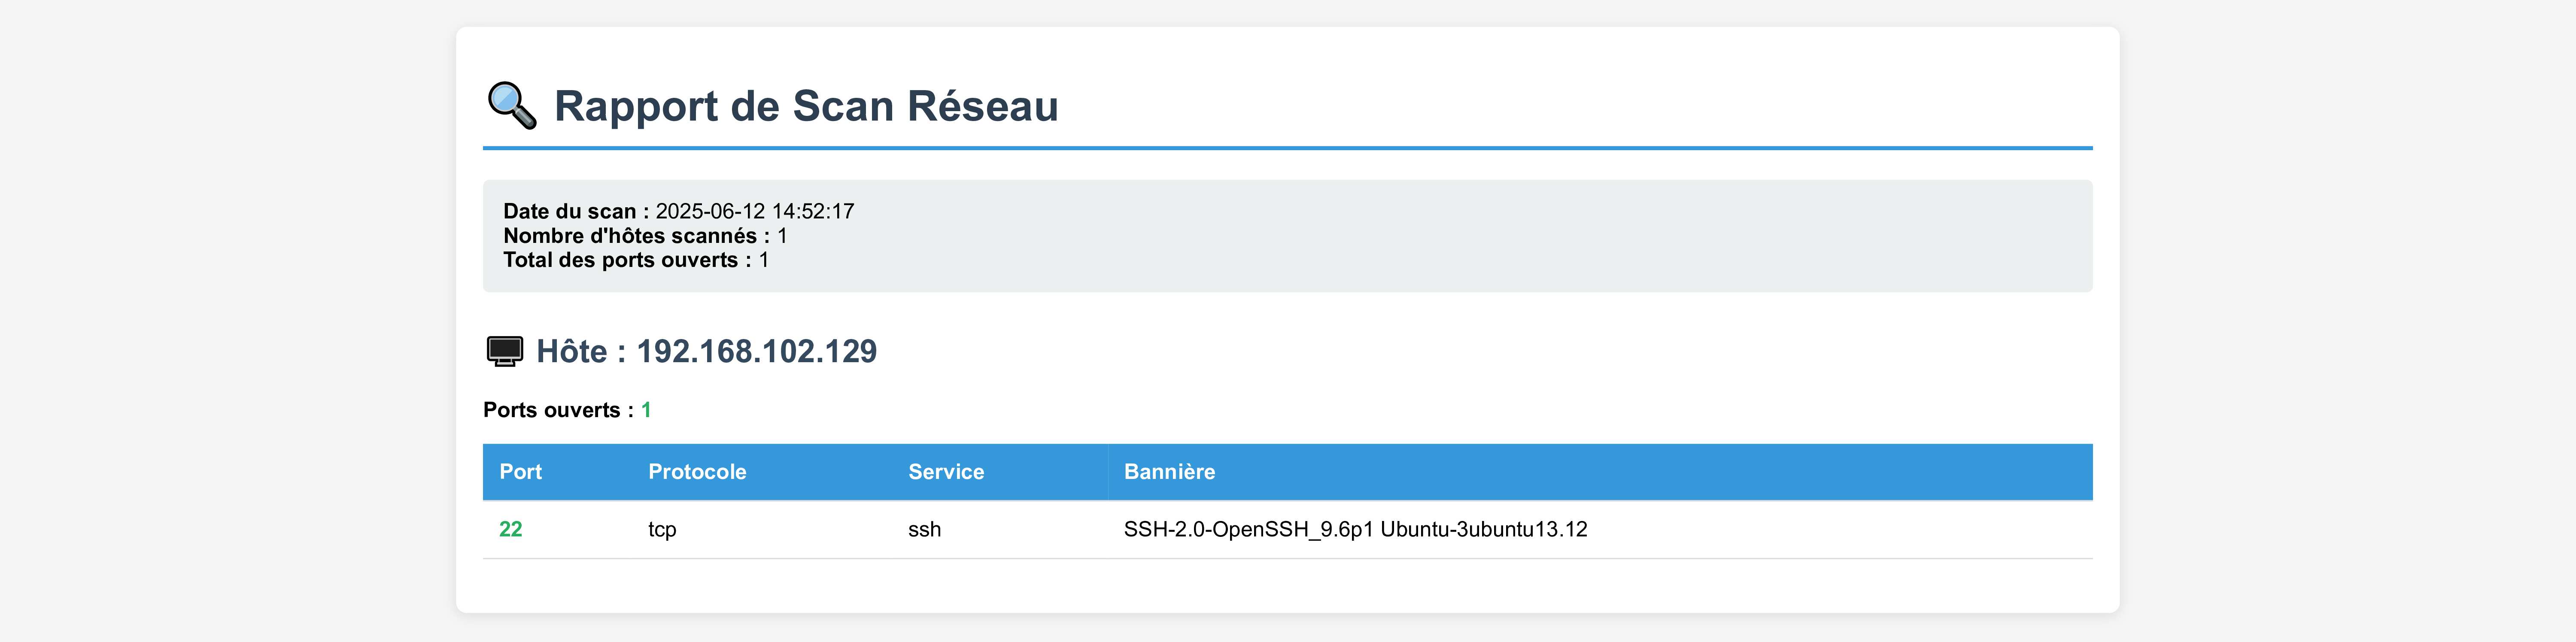 Rapport de Scan Réseau
Date du scan : 2025-06-12 14:52:17
Nombre d'hôtes scannés : 1
Total des ports ouverts : 1
Hôte : 192.168.102.129
Ports ouverts : 1
Port Protocole Service Bannière
22 tcp ssh SSH-2.0-OpenSSH_9.6p1 Ubuntu-3ubuntu13.12